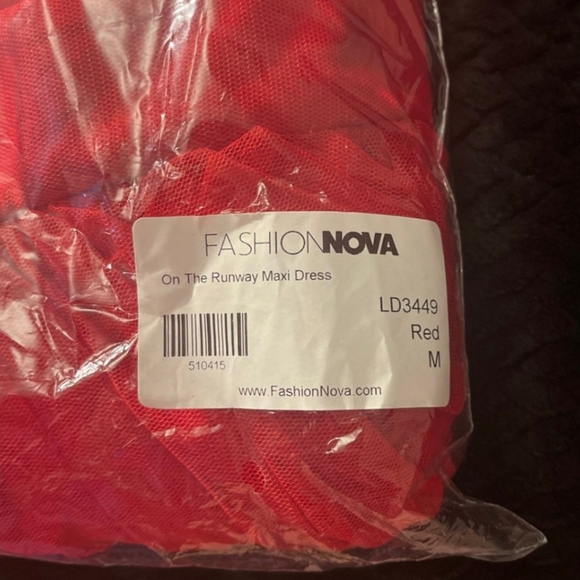 FASHIONNOVA
On The Runway Maxi Dress
LD3449
Red
M
510415
www.FashionNova.com